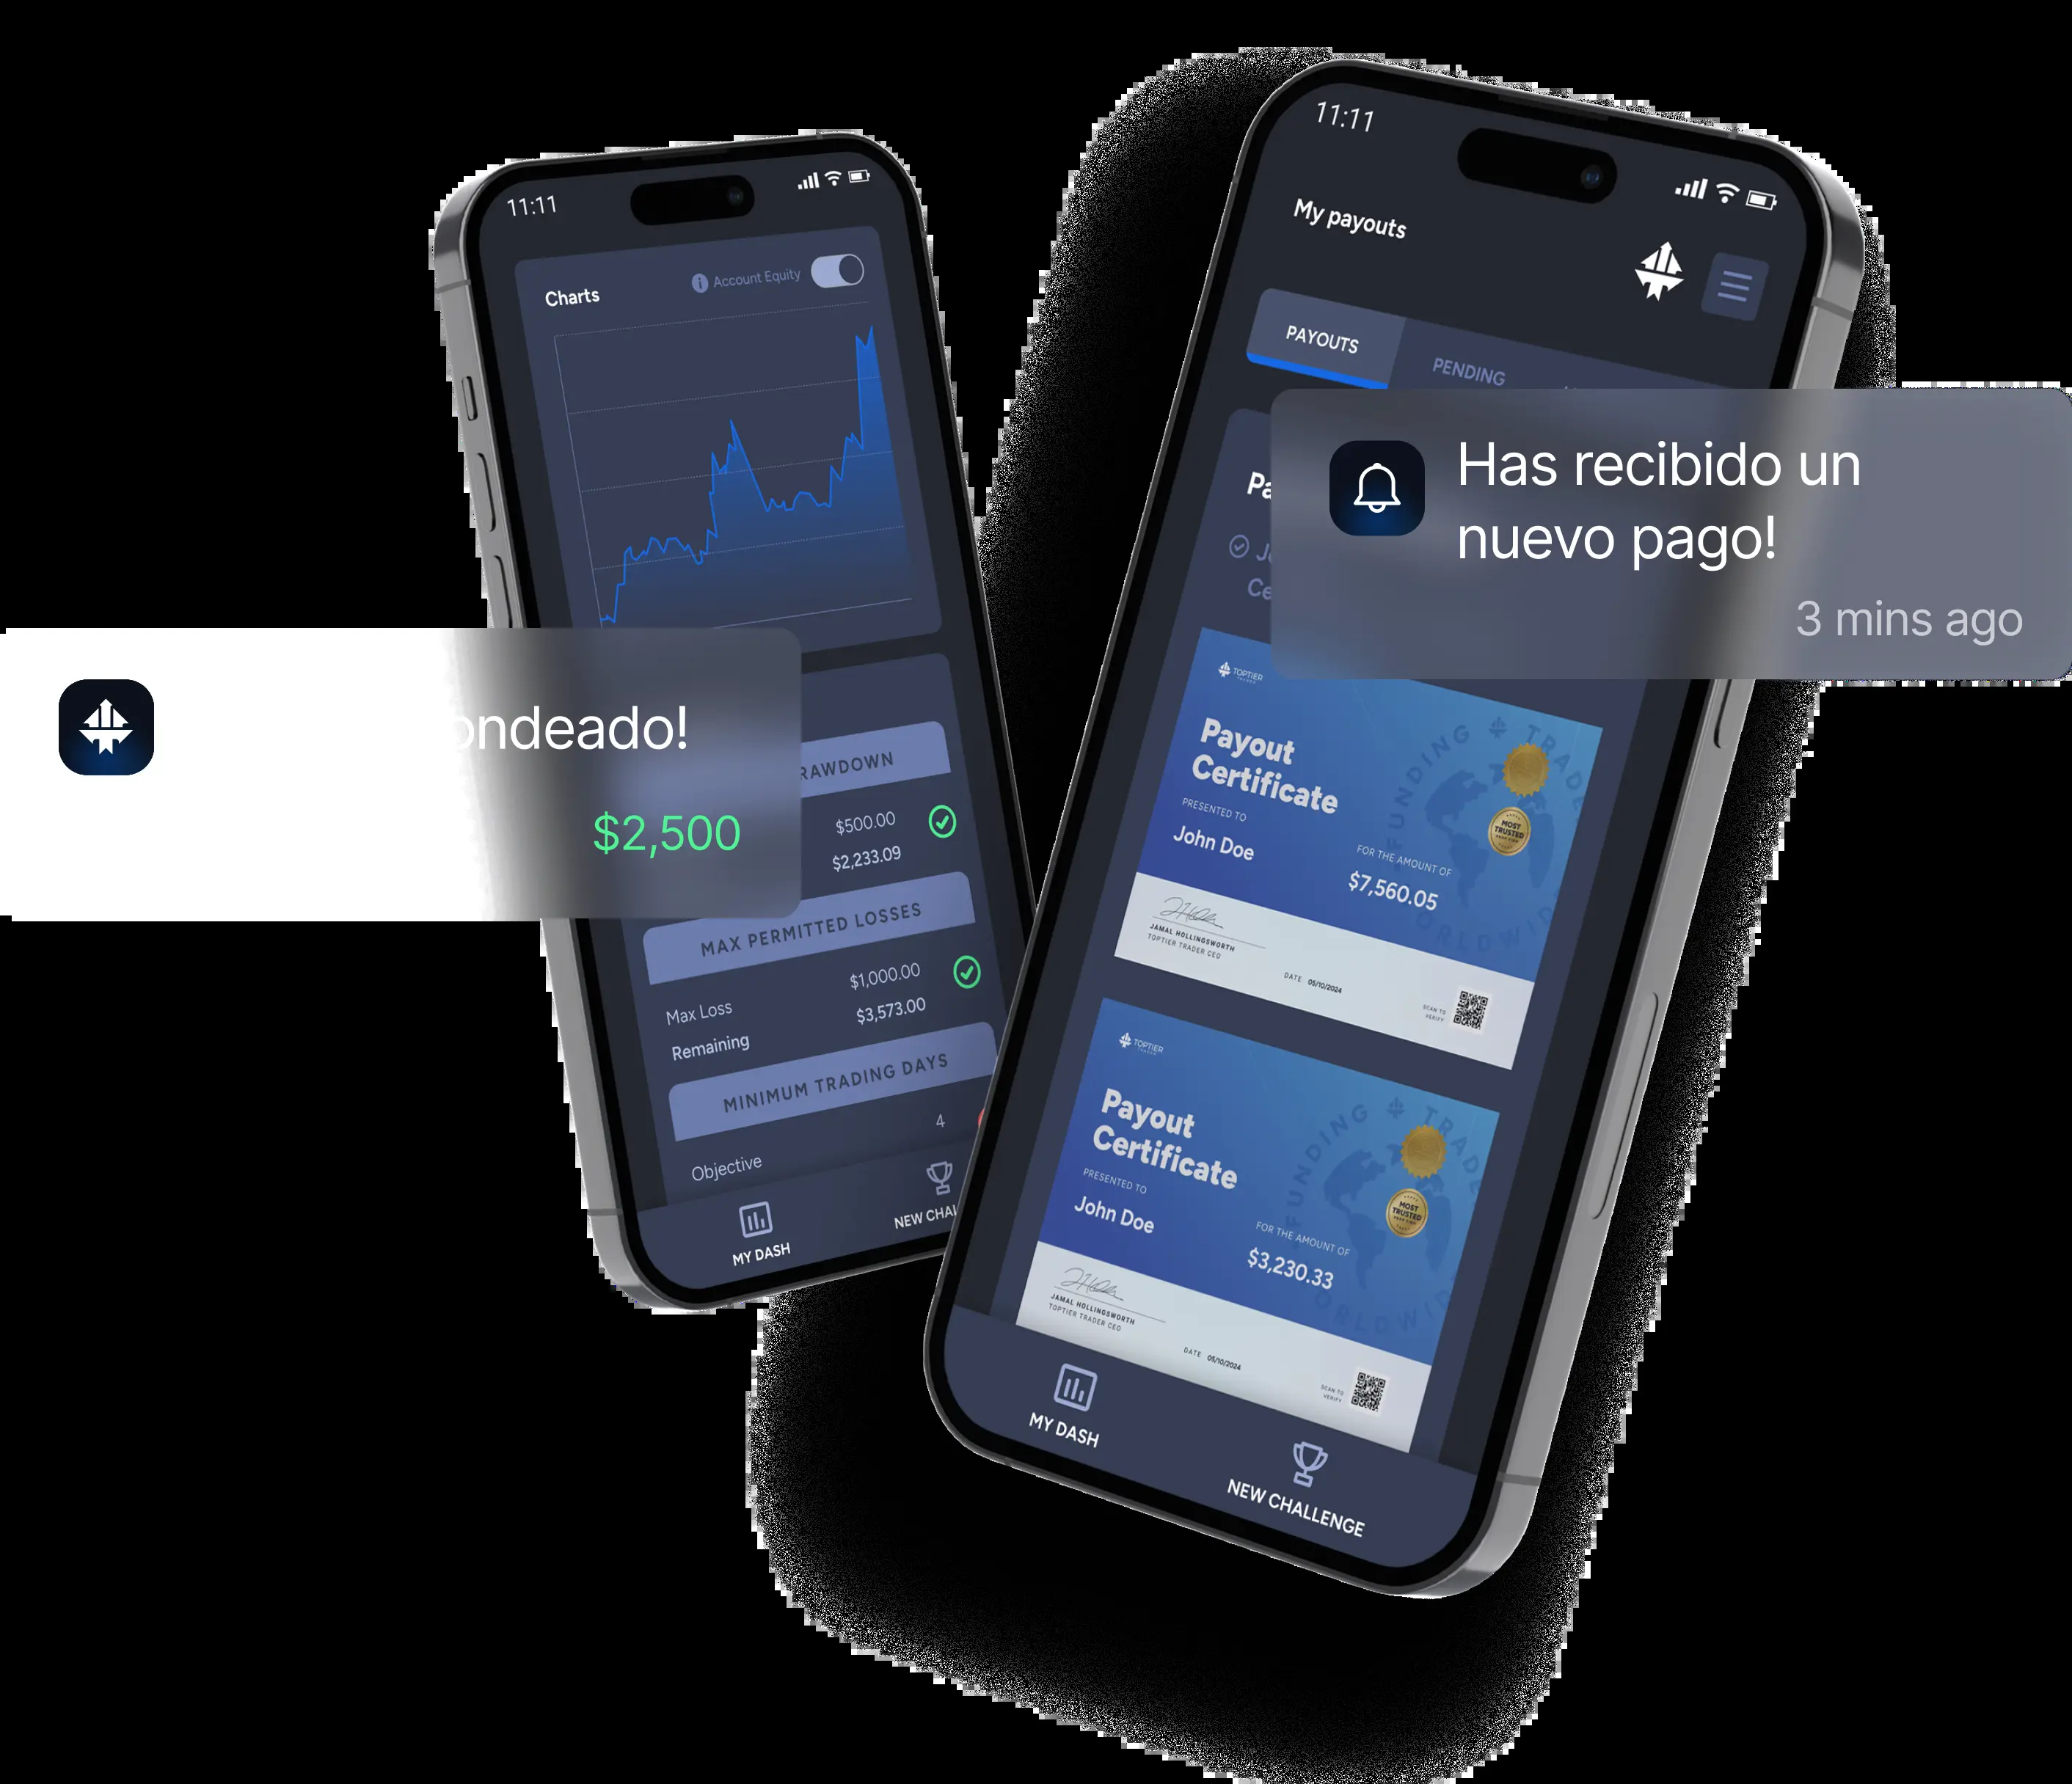 11:11
Charts
Account Equity
ondeado!
$2,500
RAWDOWN
$500.00
$2,233.09
MAX PERMITTED LOSSES
$1,000.00
Max Loss
$3,573.00
Remaining
MINIMUM TRADING DAYS
4
Objective
MY DASH
NEW CHAL
11:11
My payouts
PAYOUTS
PENDING
Has recibido un
nuevo pago!
3 mins ago
Pa
Ce
TOPTIER
TRADER
FUNDING TRADE
WORLDWID
Payout
Certificate
PRESENTED TO
John Doe
MOST
TRUSTED
FOR THE AMOUNT OF
$7,560.05
JAMAL HOLLINGSWORTH
TOPTIER TRADER CEO
DATE 05/10/2024
SCAN TO
VERIFY
TOPTIER
TRADER
FUNDING TRADE
WORLDWID
Payout
Certificate
PRESENTED TO
John Doe
MOST
TRUSTED
FOR THE AMOUNT OF
$3,230.33
JAMAL HOLLINGSWORTH
TOPTIER TRADER CEO
DATE 05/10/2024
SCAN TO
VERIFY
MY DASH
NEW CHALLENGE